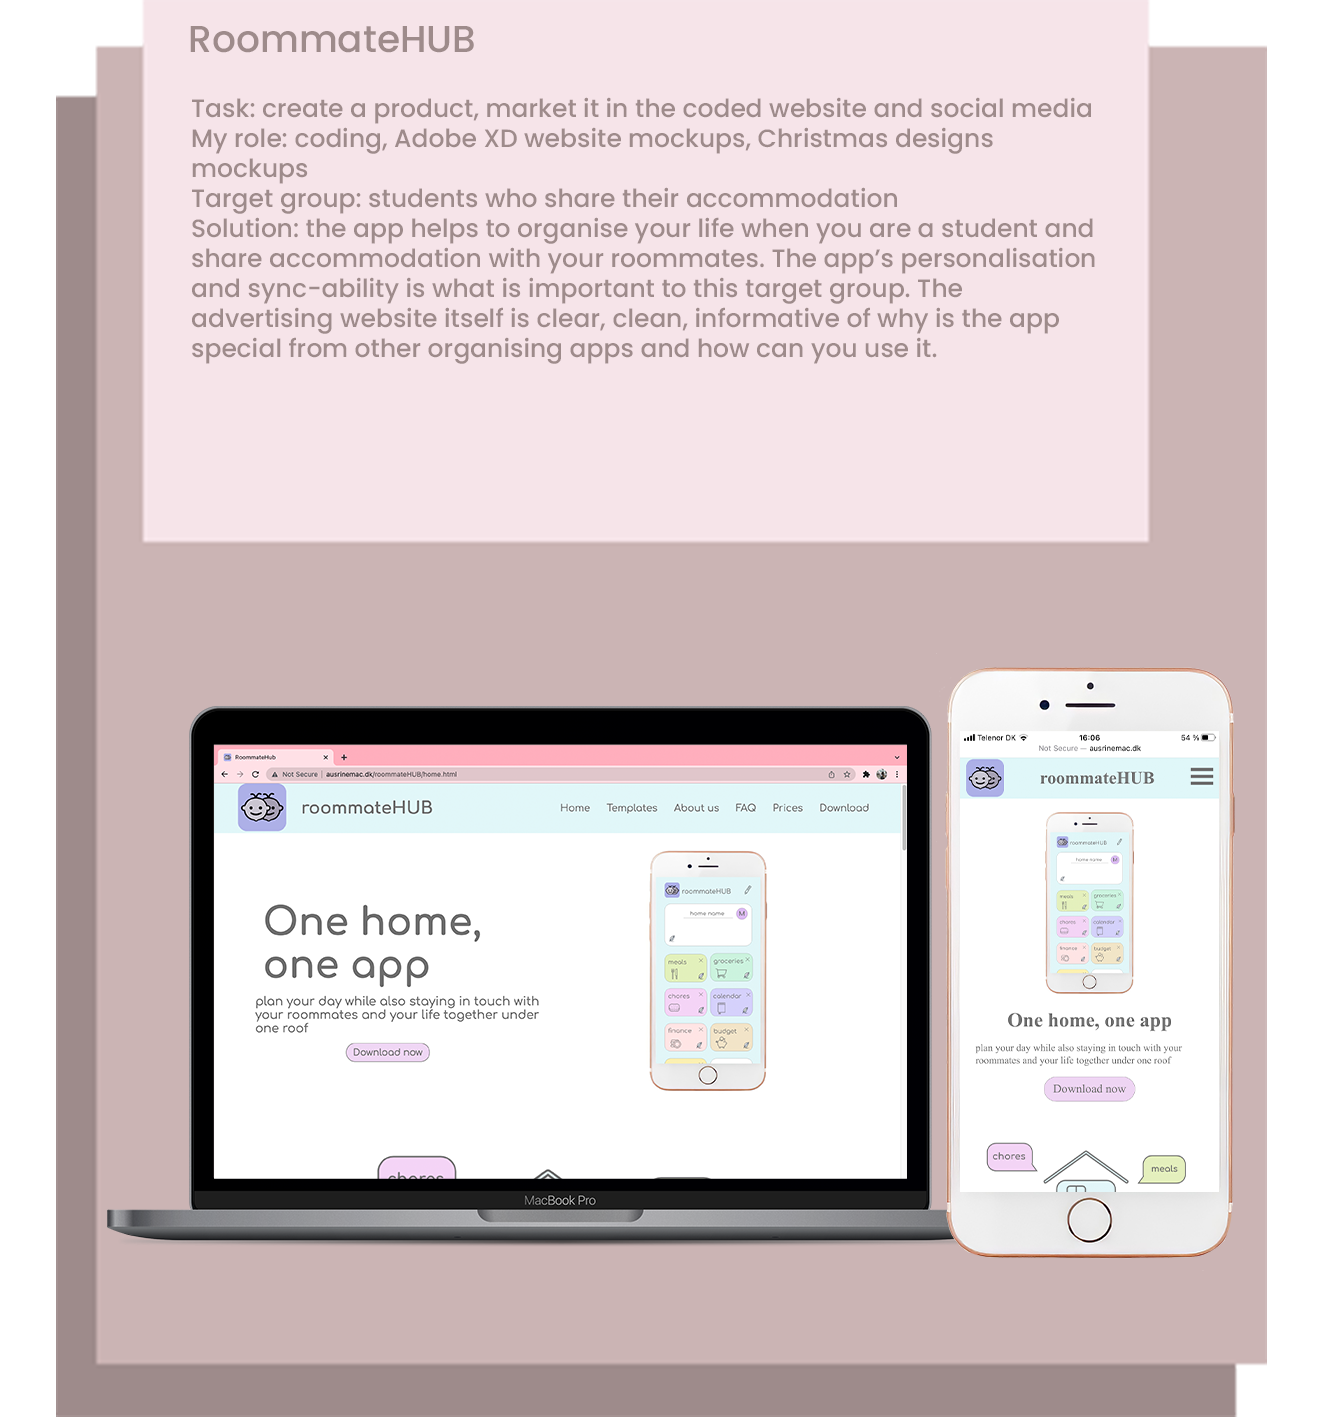 RoommateHUB
Task: create a product, market it in the coded website and social media
My role: coding, Adobe XD website mockups, Christmas designs
mockups
Target group: students who share their accommodation
Solution: the app helps to organise your life when you are a student and
share accommodation with your roommates. The app’s personalisation
and sync-ability is what is important to this target group. The
advertising website itself is clear, clean, informative of why is the app
special from other organising apps and how can you use it.
RoommateHub
Not Secure | ausrinemac.dk/roommateHUB/home.html
roommateHUB
Home Templates About us FAQ Prices Download
One home,
one app
plan your day while also staying in touch with
your roommates and your life together under
one roof
Download now
roommateHUB
home name M
meals groceries
chores calendar
finance budget
chores
MacBook Pro
Telenor DK 16:06 54 %
Not Secure — ausrinemac.dk
roommateHUB
roommateHUB
home name M
meals groceries
chores calendar
finance budget
One home, one app
plan your day while also staying in touch with your
roommates and your life together under one roof
Download now
chores
meals